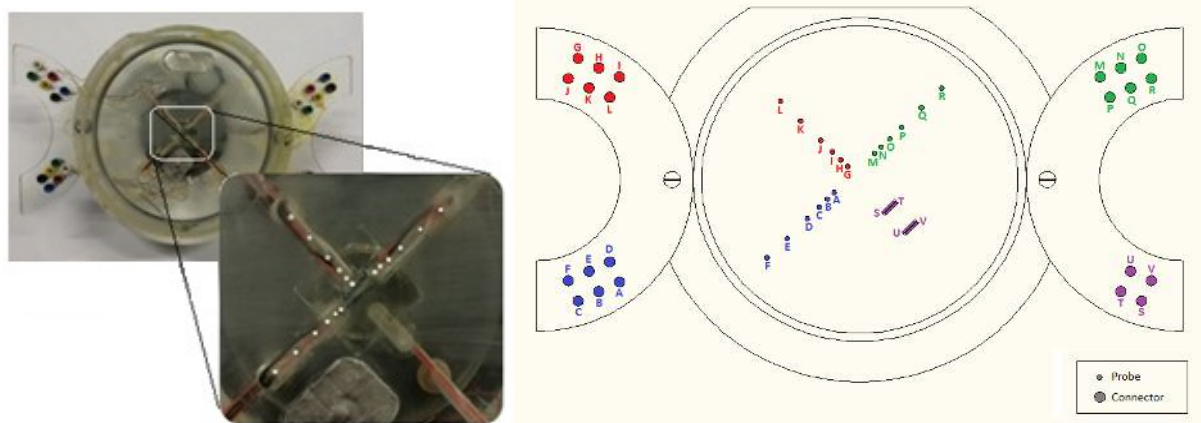 G H I
J K L
L
K
J
I
H
G
R
Q
P
O
N
M
M N O
P Q R
A
B
C
D
E
F
S T
U V
F E D
C B A
U V
T S
Probe
Connector